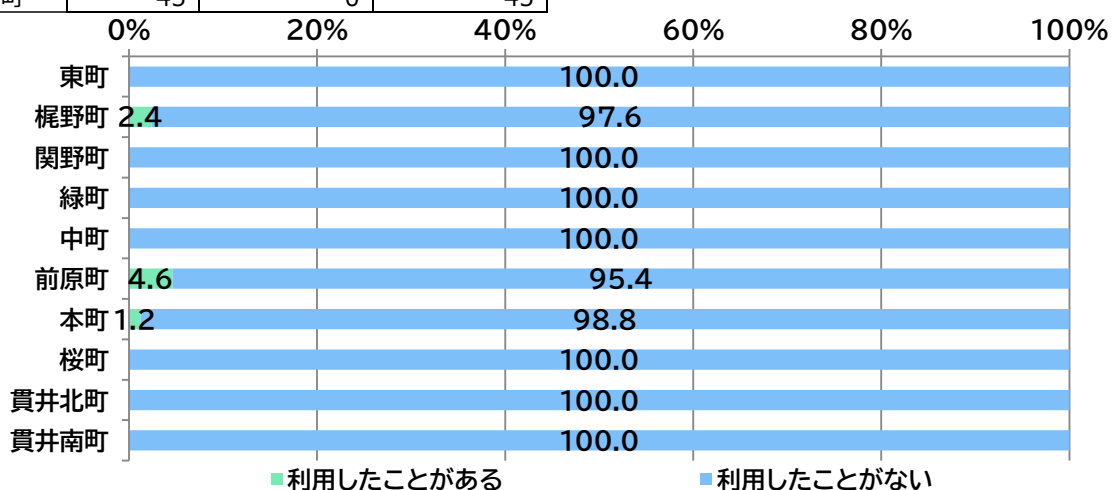 町
0% 20% 40% 60% 80% 100%
東町 100.0
梶野町 2.4 97.6
関野町 100.0
緑町 100.0
中町 100.0
前原町 4.6 95.4
本町 1.2 98.8
桜町 100.0
貫井北町 100.0
貫井南町 100.0
利用したことがある 利用したことがない